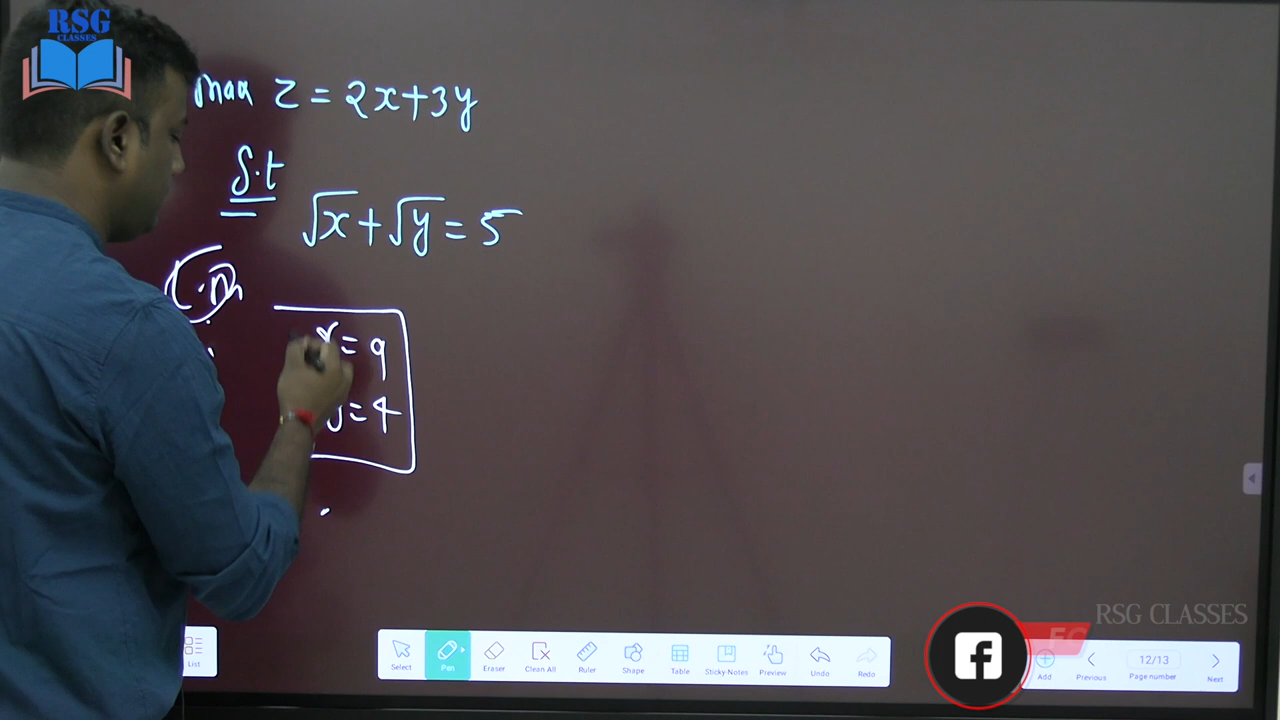 RSG
CLASSES
Max Z = 2x+3y
S.t
√x + √y = 5
x = 9
y = 4
RSG CLASSES
List
Select
Pen
Eraser
Clean All
Ruler
Shape
Table
Sticky-Notes
Preview
Undo
Redo
Add
Previous
12/13
Page number
Next